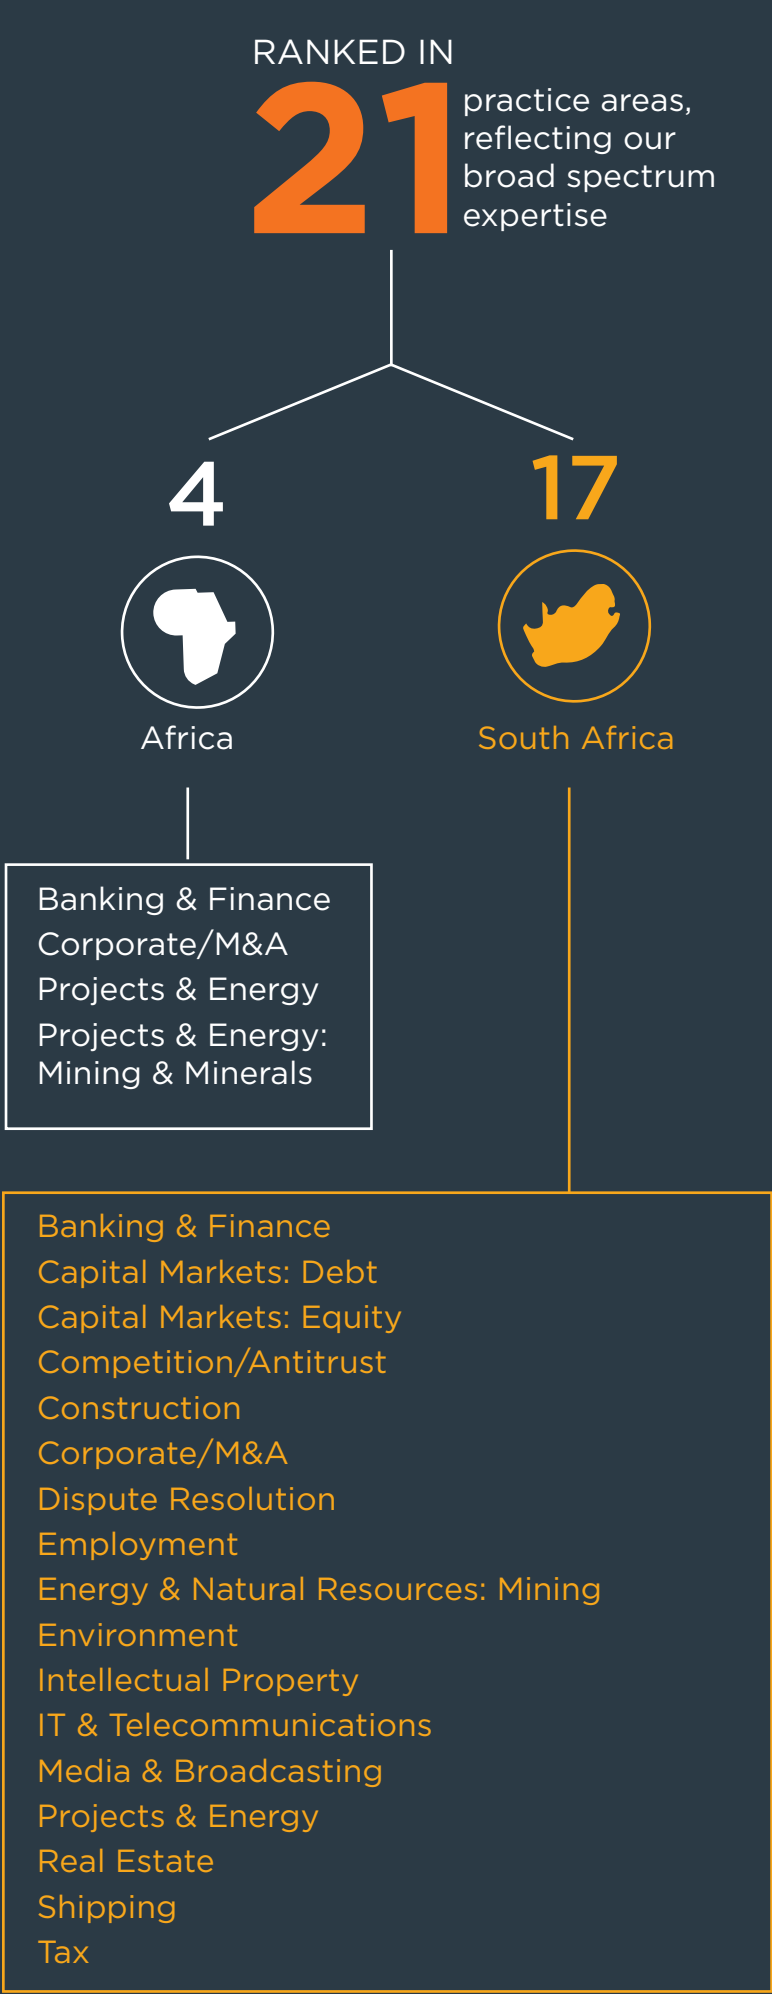 RANKED IN
21
practice areas,
reflecting our
broad spectrum
expertise
4
17
Africa
South Africa
Banking & Finance
Corporate/M&A
Projects & Energy
Projects & Energy:
Mining & Minerals
Banking & Finance
Capital Markets: Debt
Capital Markets: Equity
Competition/Antitrust
Construction
Corporate/M&A
Dispute Resolution
Employment
Energy & Natural Resources: Mining
Environment
Intellectual Property
IT & Telecommunications
Media & Broadcasting
Projects & Energy
Real Estate
Shipping
Tax